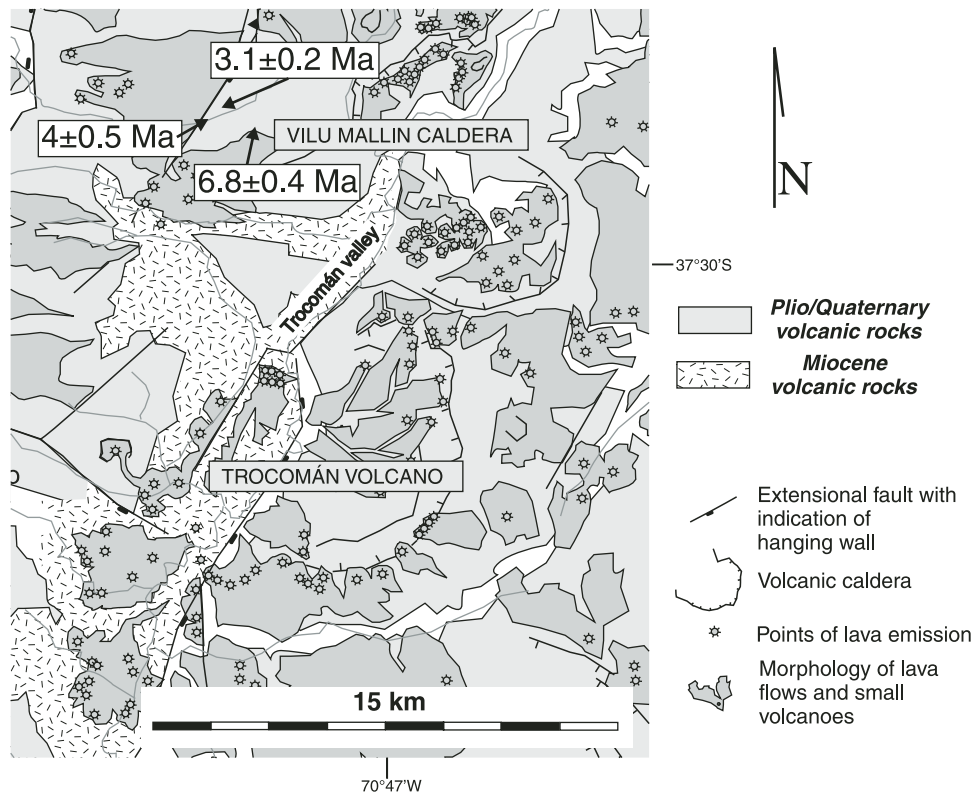 3.1±0.2 Ma
4±0.5 Ma
VILU MALLIN CALDERA
6.8±0.4 Ma
Trocomán valley
TROCOMÁN VOLCANO
15 km
70°47'W
N
37°30'S
Plio/Quaternary
volcanic rocks
Miocene
volcanic rocks
Extensional fault with
indication of
hanging wall
Volcanic caldera
Points of lava emission
Morphology of lava
flows and small
volcanoes